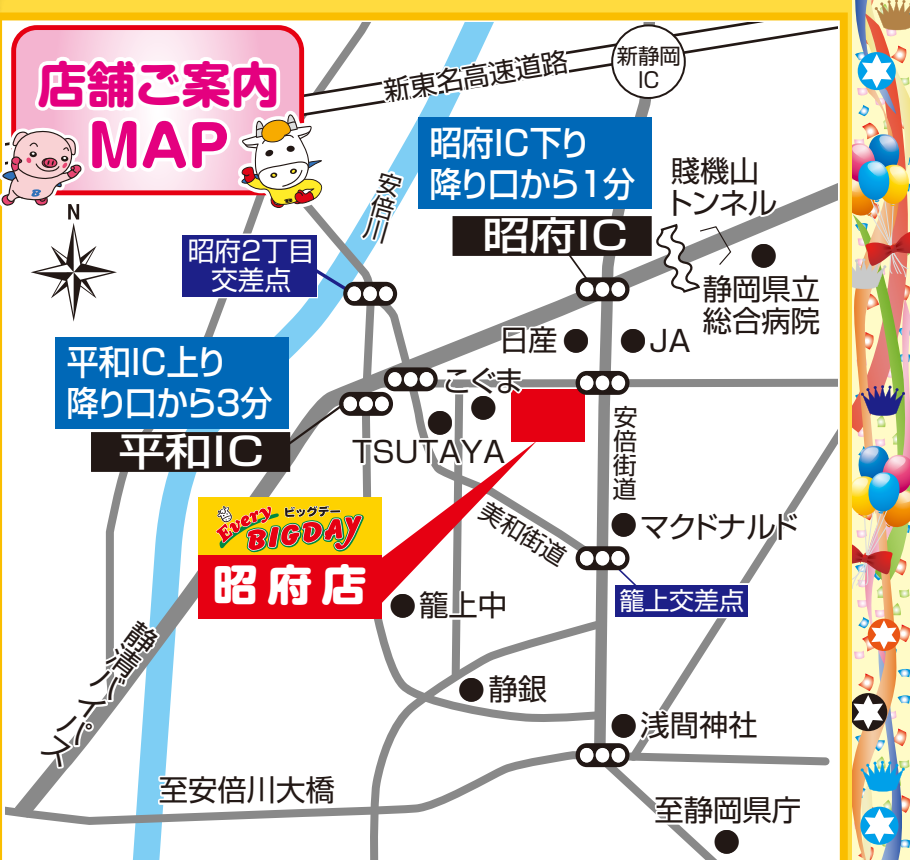 店舗ご案内
MAP
新東名高速道路
新静岡
IC
昭府IC下り
降り口から1分
昭府IC
賤機山
トンネル
安倍川
N
昭府2丁目
交差点
静岡県立
総合病院
日産
JA
平和IC上り
降り口から3分
平和IC
こぐま
TSUTAYA
安倍街道
Every ビッグデー
BIGDAY
昭府店
美和街道
マクドナルド
籠上交差点
籠上中
静清バイパス
静銀
浅間神社
至安倍川大橋
至静岡県庁